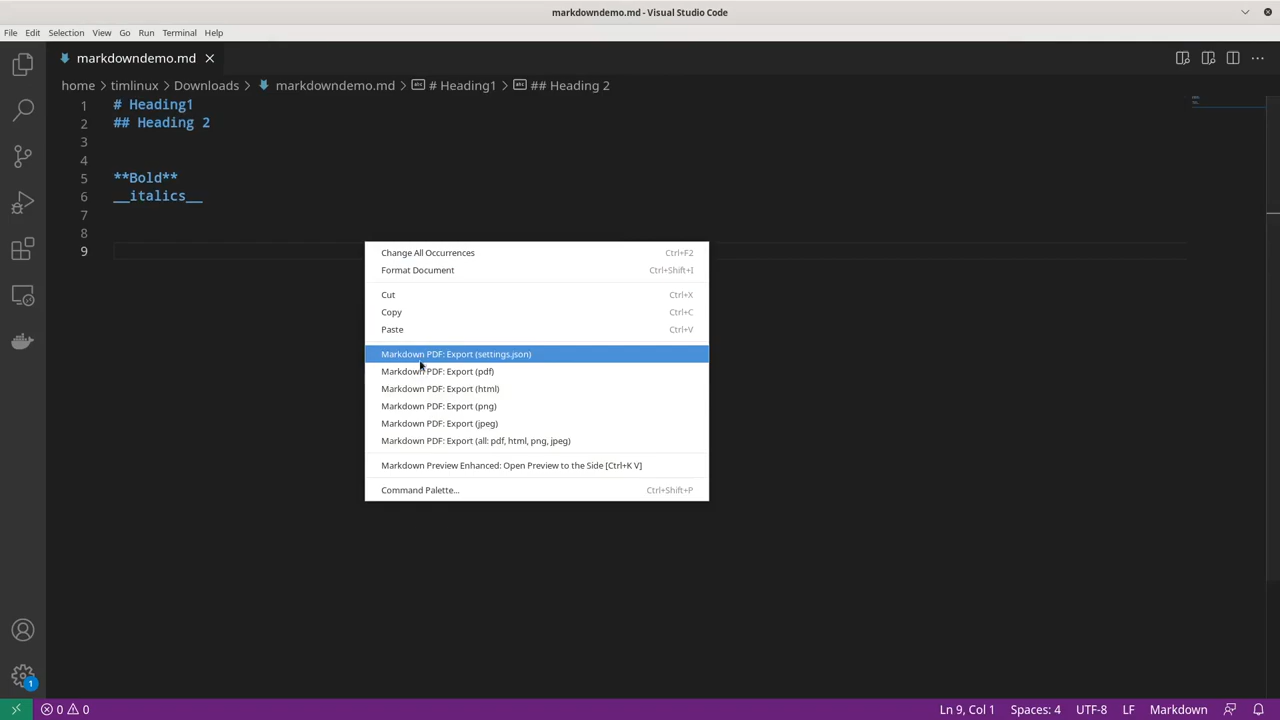 markdowndemo.md - Visual Studio Code
File Edit Selection View Go Run Terminal Help
markdowndemo.md
home > timlinux > Downloads > markdowndemo.md > # Heading1 > ## Heading 2
1 # Heading1
2 ## Heading 2
3
4
5 **Bold**
6 __italics__
7
8
9
Change All Occurrences Ctrl+F2
Format Document Ctrl+Shift+I
Cut Ctrl+X
Copy Ctrl+C
Paste Ctrl+V
Markdown PDF: Export (settings.json)
Markdown PDF: Export (pdf)
Markdown PDF: Export (html)
Markdown PDF: Export (png)
Markdown PDF: Export (jpeg)
Markdown PDF: Export (all: pdf, html, png, jpeg)
Markdown Preview Enhanced: Open Preview to the Side [Ctrl+K V]
Command Palette... Ctrl+Shift+P
1
0 0 Ln 9, Col 1 Spaces: 4 UTF-8 LF Markdown